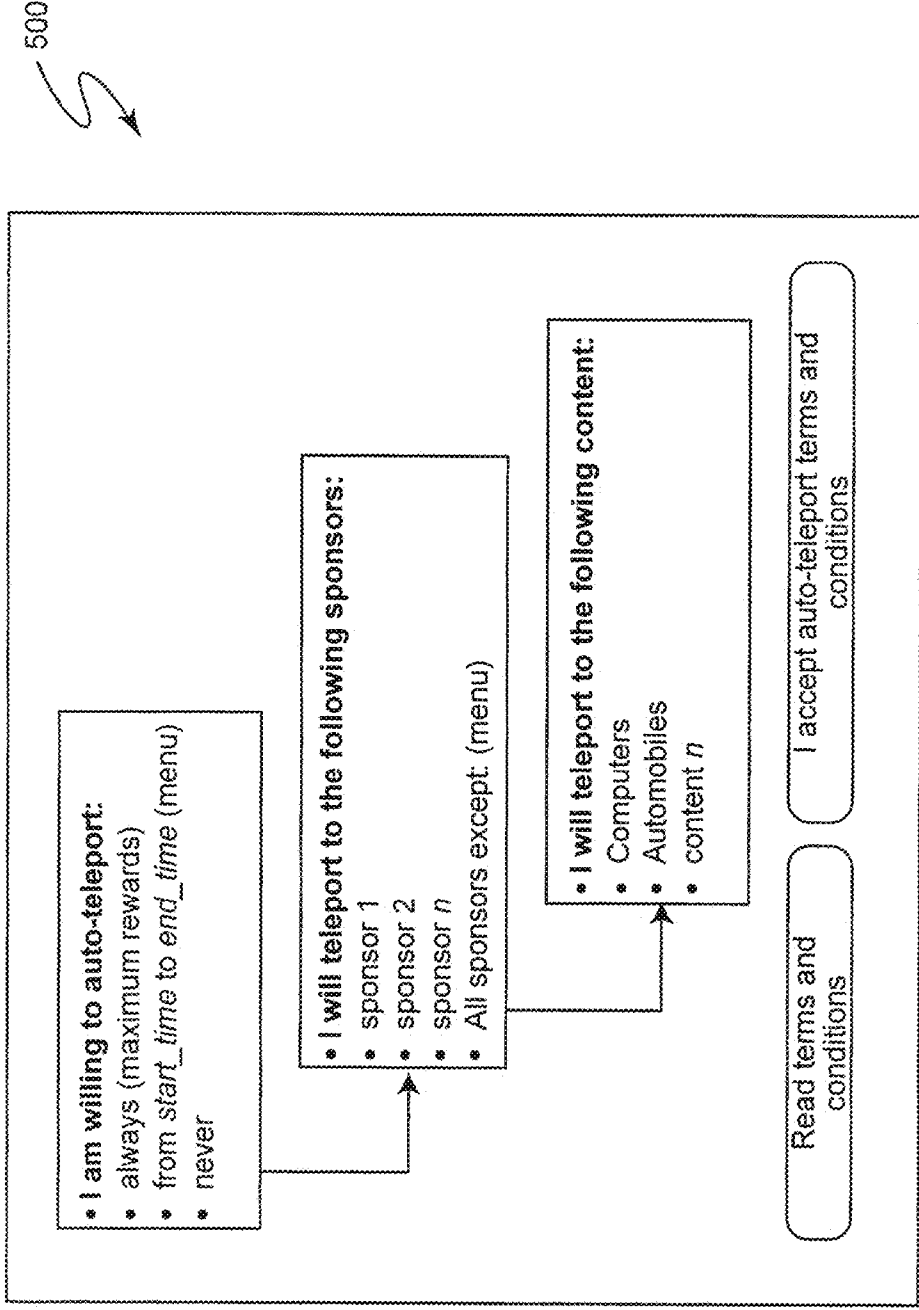 500
• I am willing to auto-teleport:
• always (maximum rewards)
• from start_time to end_time (menu)
• never
• I will teleport to the following sponsors:
• sponsor 1
• sponsor 2
• sponsor n
• All sponsors except: (menu)
• I will teleport to the following content:
• Computers
• Automobiles
• content n
Read terms and
conditions
I accept auto-teleport terms and
conditions